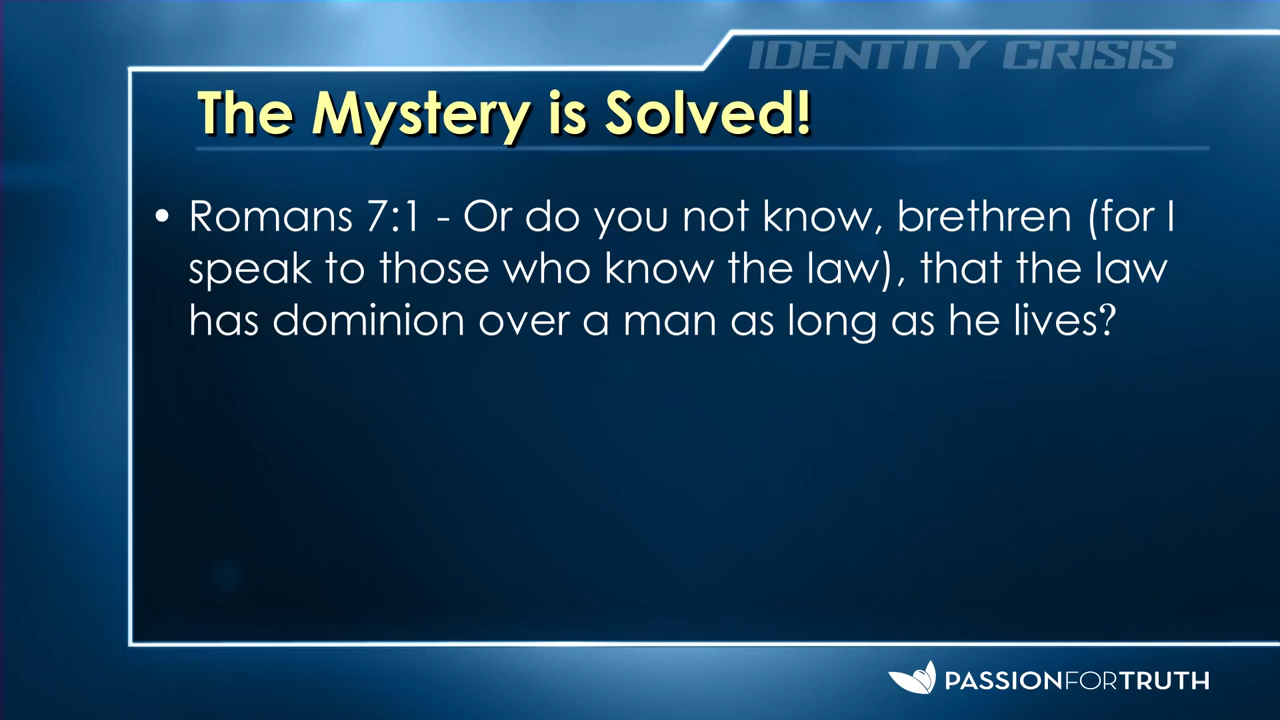 IDENTITY CRISIS
The Mystery is Solved!
• Romans 7:1 - Or do you not know, brethren (for I
speak to those who know the law), that the law
has dominion over a man as long as he lives?
PASSIONFORTRUTH